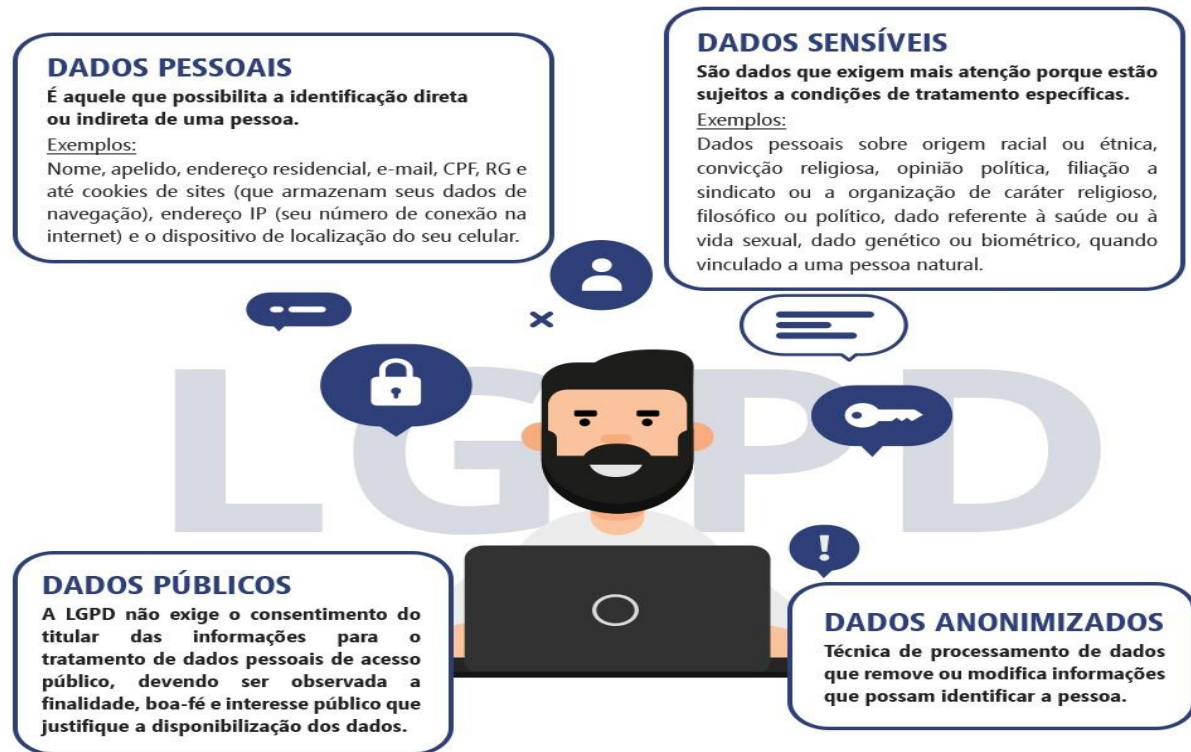 DADOS PESSOAIS
É aquele que possibilita a identificação direta
ou indireta de uma pessoa.
Exemplos:
Nome, apelido, endereço residencial, e-mail, CPF, RG e
até cookies de sites (que armazenam seus dados de
navegação), endereço IP (seu número de conexão na
internet) e o dispositivo de localização do seu celular.
DADOS SENSÍVEIS
São dados que exigem mais atenção porque estão
sujeitos a condições de tratamento específicas.
Exemplos:
Dados pessoais sobre origem racial ou étnica,
convicção religiosa, opinião política, filiação a
sindicato ou a organização de caráter religioso,
filosófico ou político, dado referente à saúde ou à
vida sexual, dado genético ou biométrico, quando
vinculado a uma pessoa natural.
LGPD
!
DADOS PÚBLICOS
A LGPD não exige o consentimento do
titular das informações para o
tratamento de dados pessoais de acesso
público, devendo ser observada a
finalidade, boa-fé e interesse público que
justifique a disponibilização dos dados.
DADOS ANONIMIZADOS
Técnica de processamento de dados
que remove ou modifica informações
que possam identificar a pessoa.